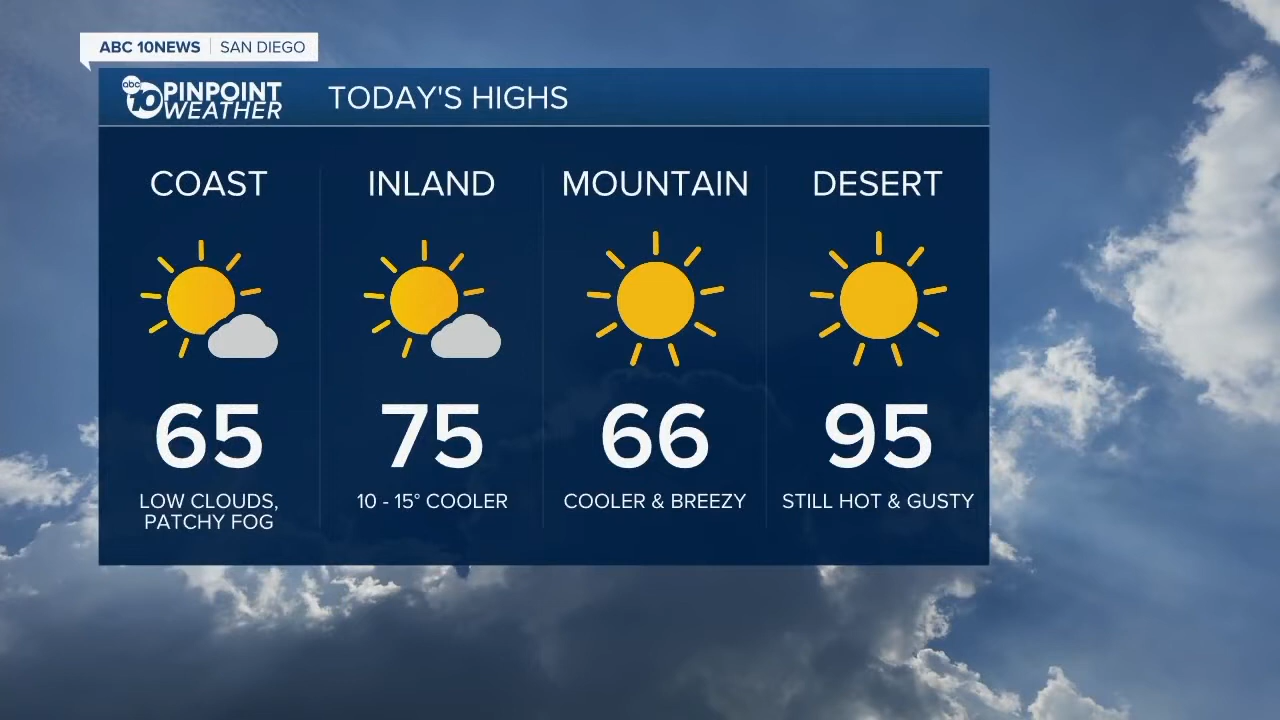 ABC 10NEWS | SAN DIEGO
abc 10 PINPOINT WEATHER
TODAY'S HIGHS
COAST
INLAND
MOUNTAIN
DESERT
65
75
66
95
LOW CLOUDS,
PATCHY FOG
10 - 15° COOLER
COOLER & BREEZY
STILL HOT & GUSTY